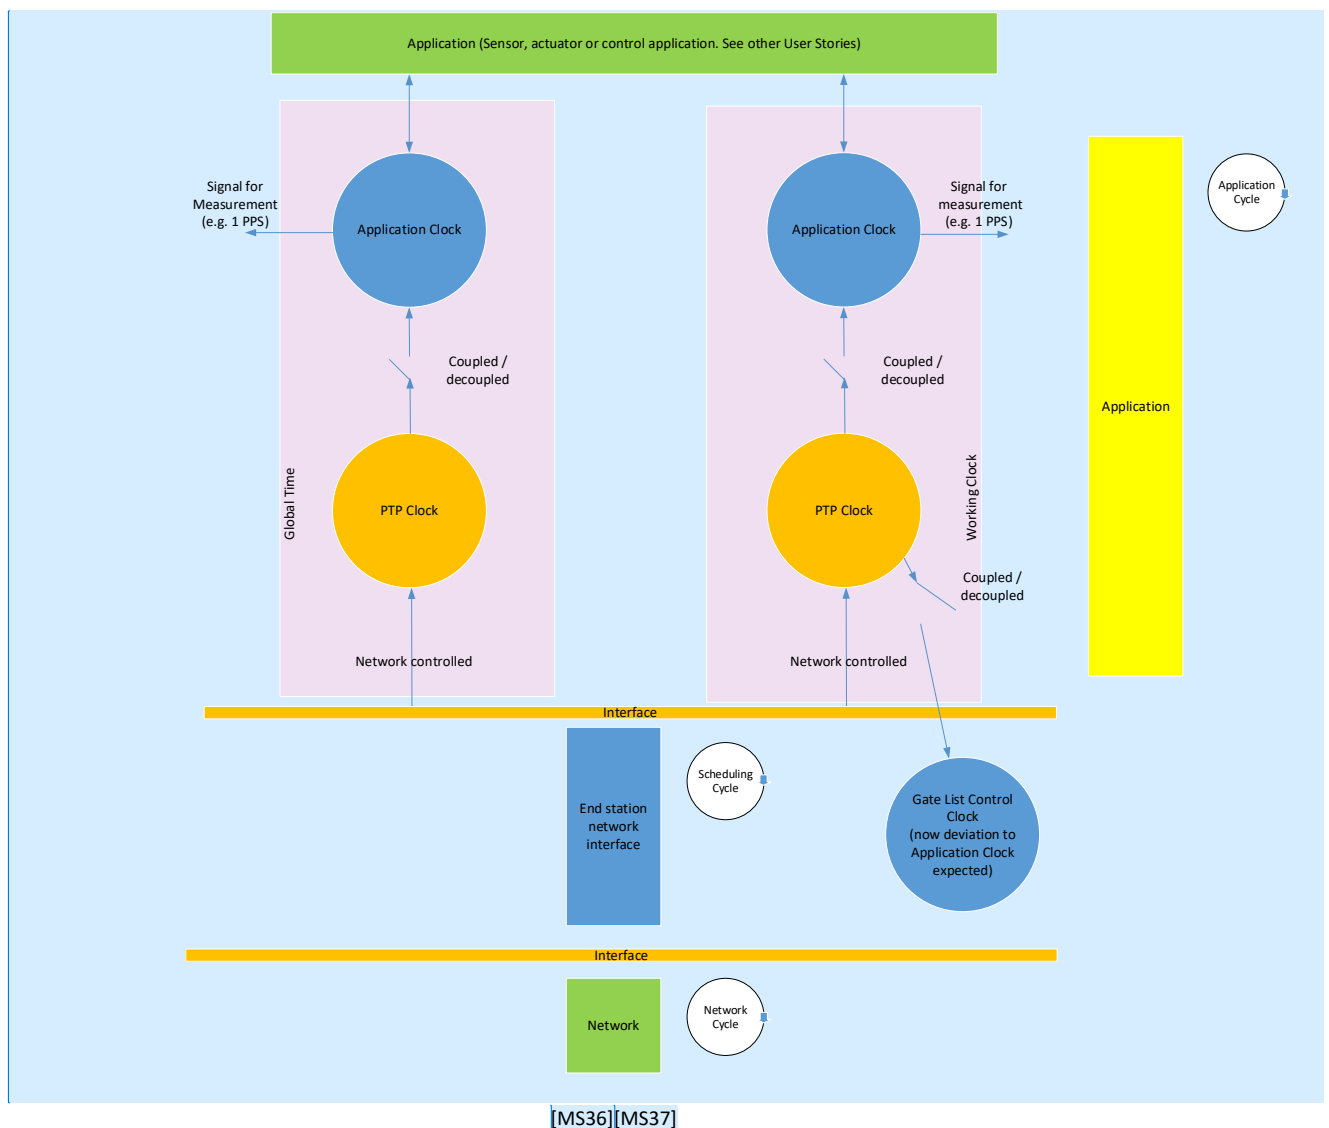 Application (Sensor, actuator or control application. See other User Stories)
Signal for
Measurement
(e.g. 1 PPS)
Application Clock
Application Clock
Signal for
measurement
(e.g. 1 PPS)
Application
Cycle
Coupled /
decoupled
Coupled /
decoupled
Application
Global Time
PTP Clock
PTP Clock
Working Clock
Coupled /
decoupled
Network controlled
Network controlled
Interface
Scheduling
Cycle
End station
network
interface
Gate List Control
Clock
(now deviation to
Application Clock
expected)
Interface
Network
Network
Cycle
[MS36][MS37]